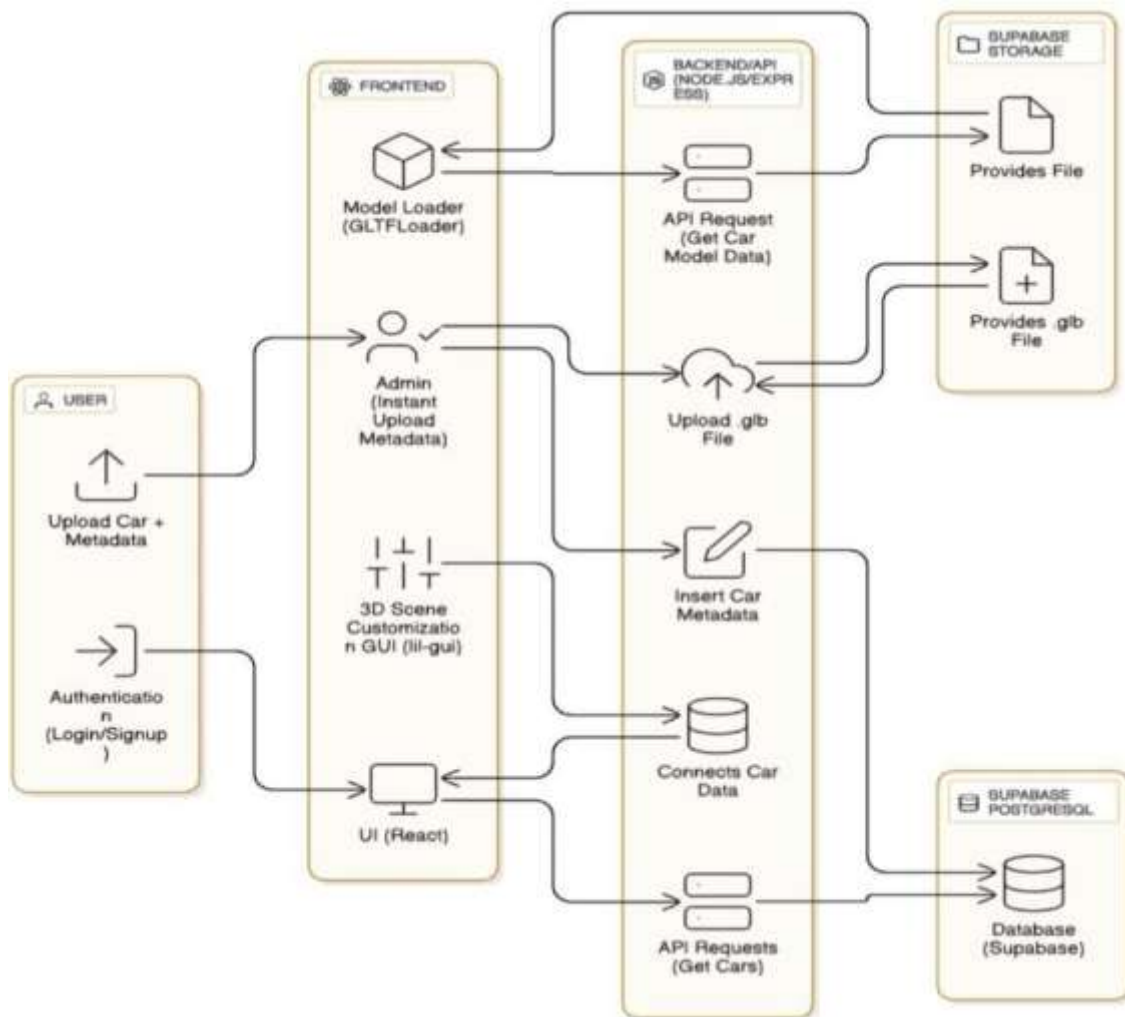 USER
Upload Car +
Metadata
Authenticatio
n
(Login/Signup
)
FRONTEND
Model Loader
(GLTFLoader)
Admin
(Instant
Upload
Metadata)
3D Scene
Customizatio
n GUI (lil-gui)
UI (React)
BACKEND/API
(NODE.JS/EXPR
ESS)
API Request
(Get Car
Model Data)
Upload .glb
File
Insert Car
Metadata
Connects Car
Data
API Requests
(Get Cars)
SUPABASE
STORAGE
Provides File
Provides .glb
File
SUPABASE
POSTGRESQL
Database
(Supabase)